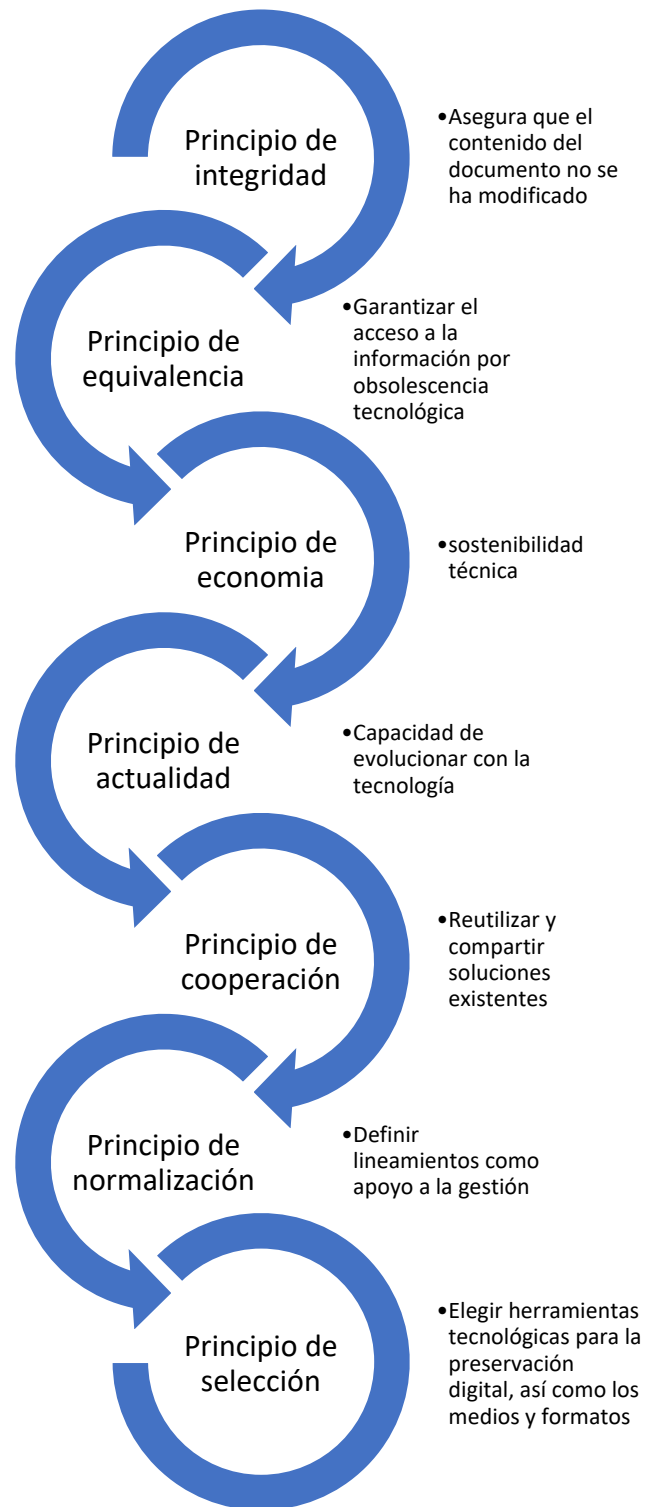 Principio de
integridad
•Asegura que el
contenido del
documento no se
ha modificado
Principio de
equivalencia
•Garantizar el
acceso a la
información por
obsolescencia
tecnológica
Principio de
economia
•sostenibilidad
técnica
Principio de
actualidad
•Capacidad de
evolucionar con la
tecnología
Principio de
cooperación
•Reutilizar y
compartir
soluciones
existentes
Principio de
normalización
•Definir
lineamientos como
apoyo a la gestión
Principio de
selección
•Elegir herramientas
tecnológicas para la
preservación
digital, así como los
medios y formatos